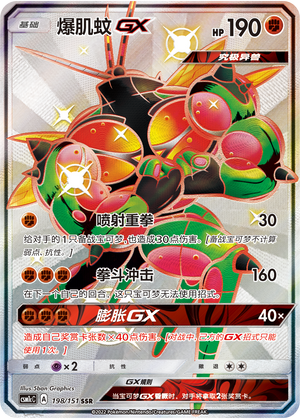 基础 爆肌蚊GX HP 190
究极异兽
喷射重拳 30
给对手的1只备战宝可梦,也造成30点伤害。[备战宝可梦不计算弱点、抗性。]
拳斗冲击 160
在下一个自己的回合,这只宝可梦无法使用招式。
膨胀GX 40×
造成自己奖赏卡张数×40点伤害。[对战中,己方的GX招式只能使用1次。]
弱点 ×2 抗性 撤退
Illus. 5ban Graphics
GX规则
csm1cC A 198/151 SSR
当宝可梦GX昏厥时,对手将拿取2张奖赏卡。
©2022 Pokémon/Nintendo/Creatures/GAME FREAK